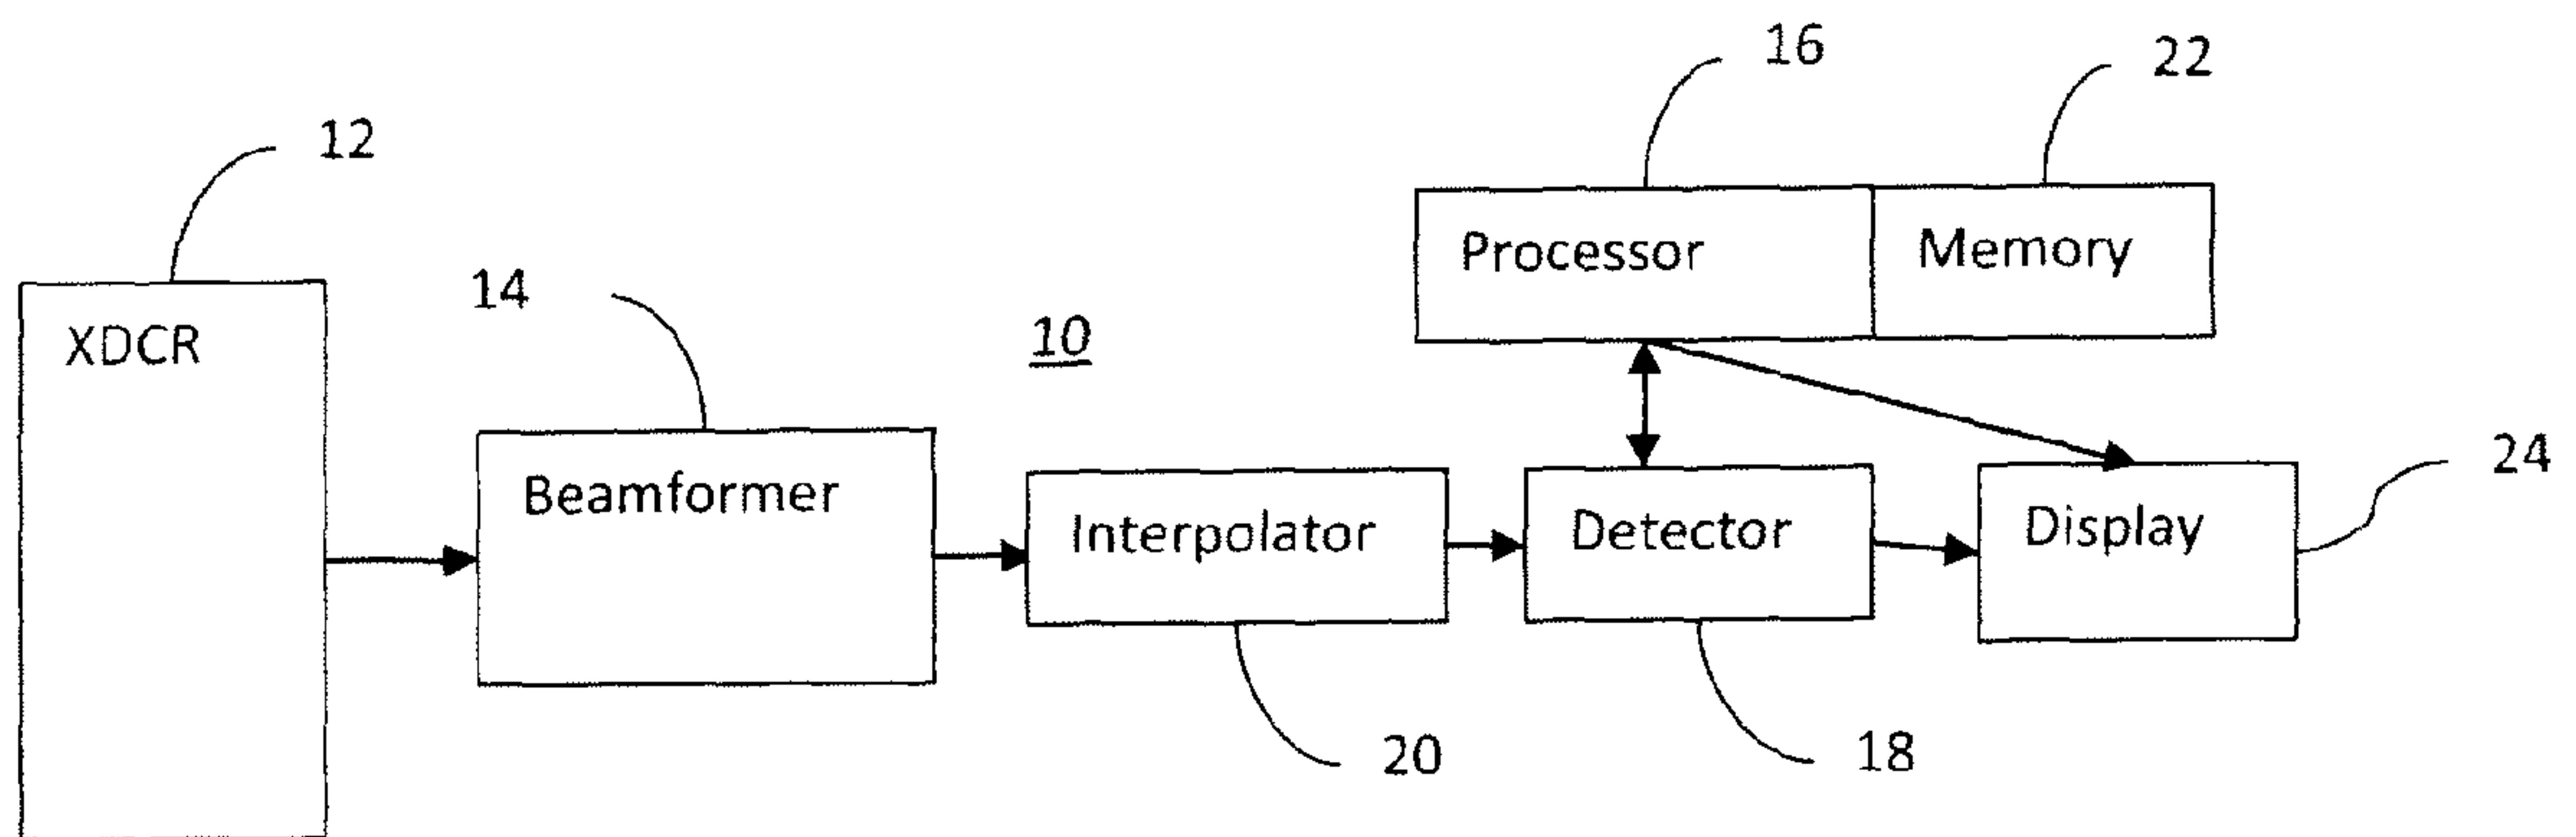 16
22
12
14
10
Processor
Memory
XDCR
24
Beamformer
Interpolator
Detector
Display
20
18